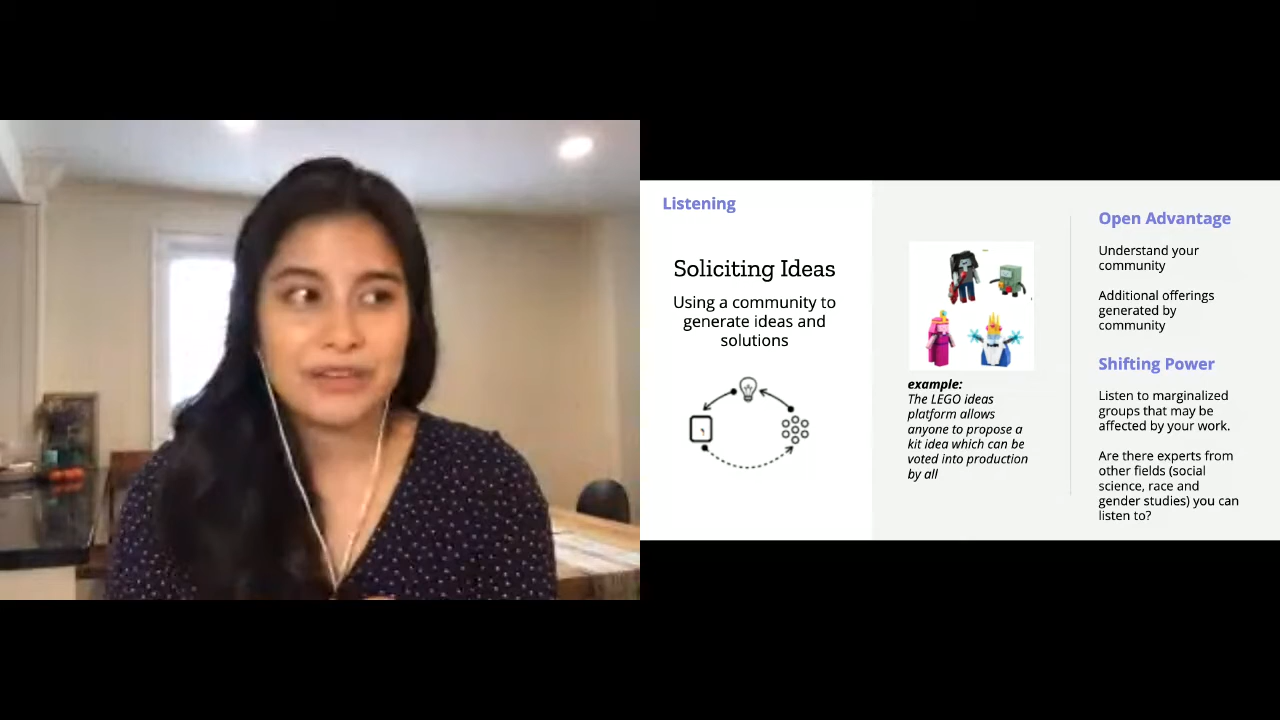 Listening
Soliciting Ideas
Using a community to
generate ideas and
solutions
example:
The LEGO ideas
platform allows
anyone to propose a
kit idea which can be
voted into production
by all
Open Advantage
Understand your
community
Additional offerings
generated by
community
Shifting Power
Listen to marginalized
groups that may be
affected by your work.
Are there experts from
other fields (social
science, race and
gender studies) you can
listen to?